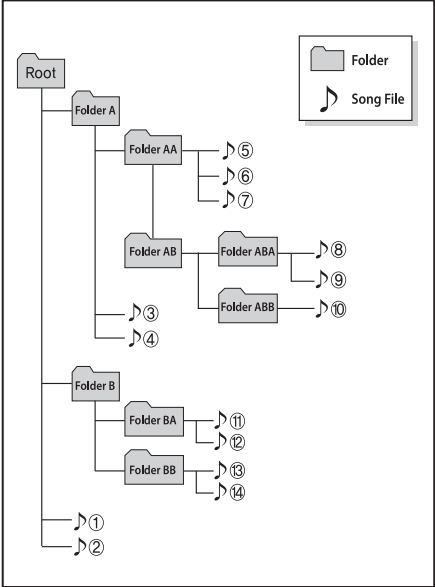 Folder
Song File
Root
Folder A
Folder AA
⑤
⑥
⑦
Folder AB
Folder ABA
⑧
⑨
Folder ABB
⑩
③
④
Folder B
Folder BA
⑪
⑫
Folder BB
⑬
⑭
①
②